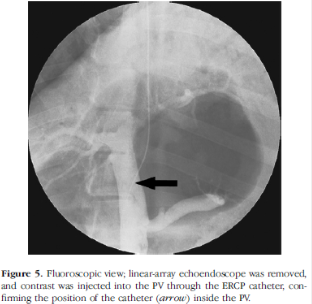 Figure 5. Fluoroscopic view; linear-array echoendoscope was removed,
and contrast was injected into the PV through the ERCP catheter, con-
firming the position of the catheter (arrow) inside the PV.